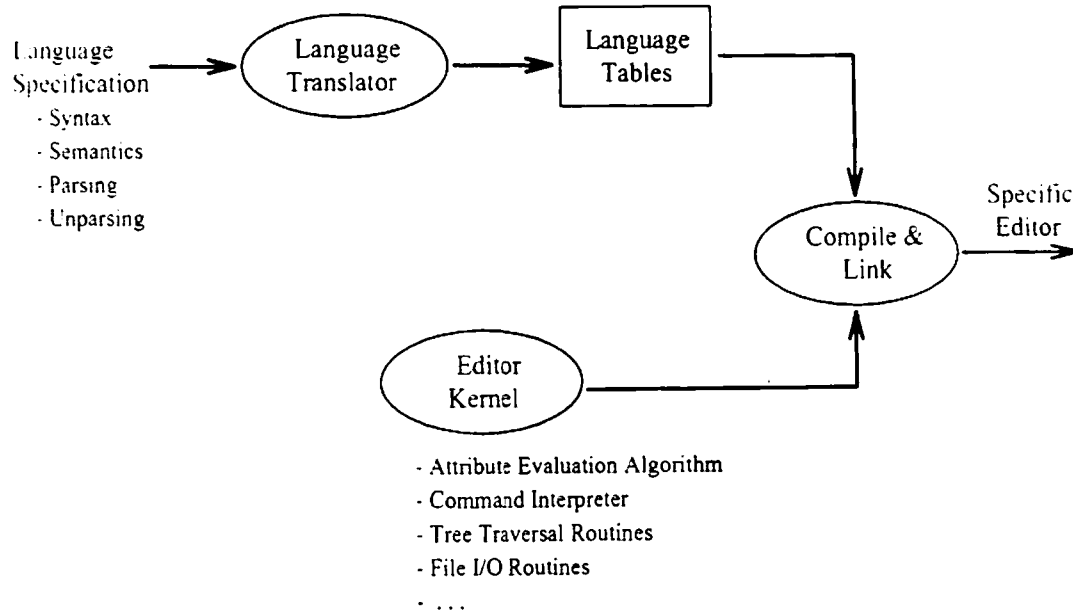 Language
Specification
- Syntax
- Semantics
- Parsing
- Unparsing
Language
Translator
Language
Tables
Compile &
Link
Specific
Editor
Editor
Kernel
- Attribute Evaluation Algorithm
- Command Interpreter
- Tree Traversal Routines
- File I/O Routines
- . . .